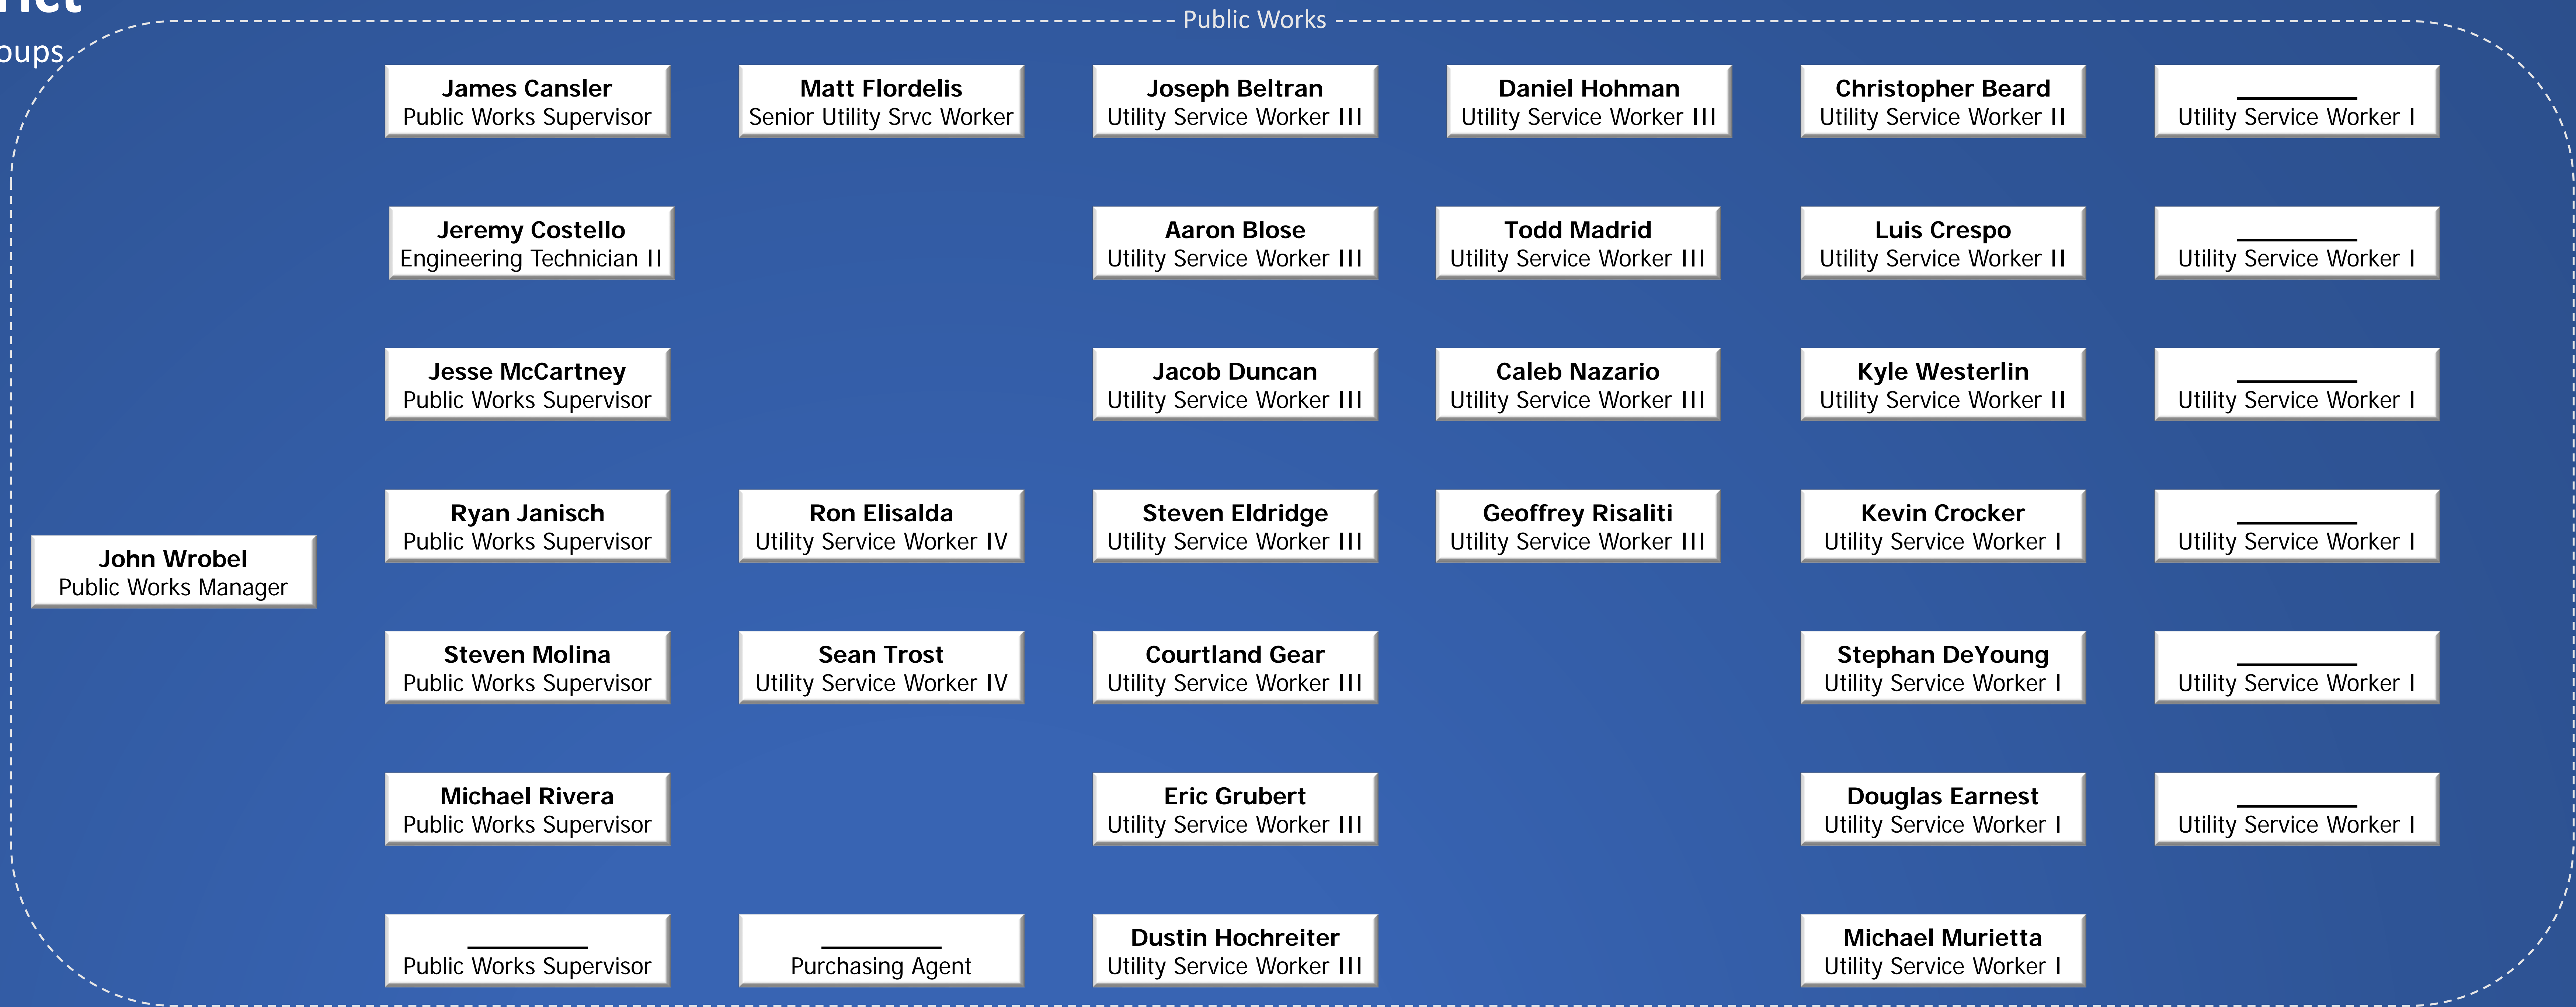 Public Works
James Cansler
Public Works Supervisor
Matt Flordelis
Senior Utility Srvc Worker
Joseph Beltran
Utility Service Worker III
Daniel Hohman
Utility Service Worker III
Christopher Beard
Utility Service Worker II
__________
Utility Service Worker I
Jeremy Costello
Engineering Technician II
Aaron Blose
Utility Service Worker III
Todd Madrid
Utility Service Worker III
Luis Crespo
Utility Service Worker II
__________
Utility Service Worker I
Jesse McCartney
Public Works Supervisor
Jacob Duncan
Utility Service Worker III
Caleb Nazario
Utility Service Worker III
Kyle Westerlin
Utility Service Worker II
__________
Utility Service Worker I
Ryan Janisch
Public Works Supervisor
Ron Elisalda
Utility Service Worker IV
Steven Eldridge
Utility Service Worker III
Geoffrey Risaliti
Utility Service Worker III
Kevin Crocker
Utility Service Worker I
__________
Utility Service Worker I
John Wrobel
Public Works Manager
Steven Molina
Public Works Supervisor
Sean Trost
Utility Service Worker IV
Courtland Gear
Utility Service Worker III
Stephan DeYoung
Utility Service Worker I
__________
Utility Service Worker I
Michael Rivera
Public Works Supervisor
Eric Grubert
Utility Service Worker III
Douglas Earnest
Utility Service Worker I
__________
Utility Service Worker I
__________
Public Works Supervisor
__________
Purchasing Agent
Dustin Hochreiter
Utility Service Worker III
Michael Murietta
Utility Service Worker I